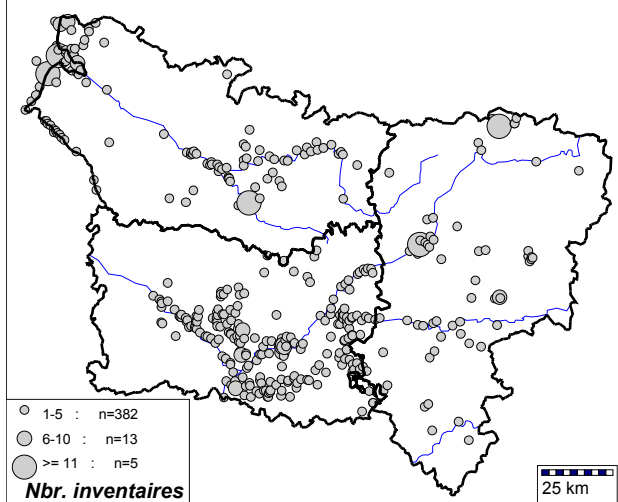 1-5 : n=382
6-10 : n=13
>= 11 : n=5
Nbr. inventaires
25 km